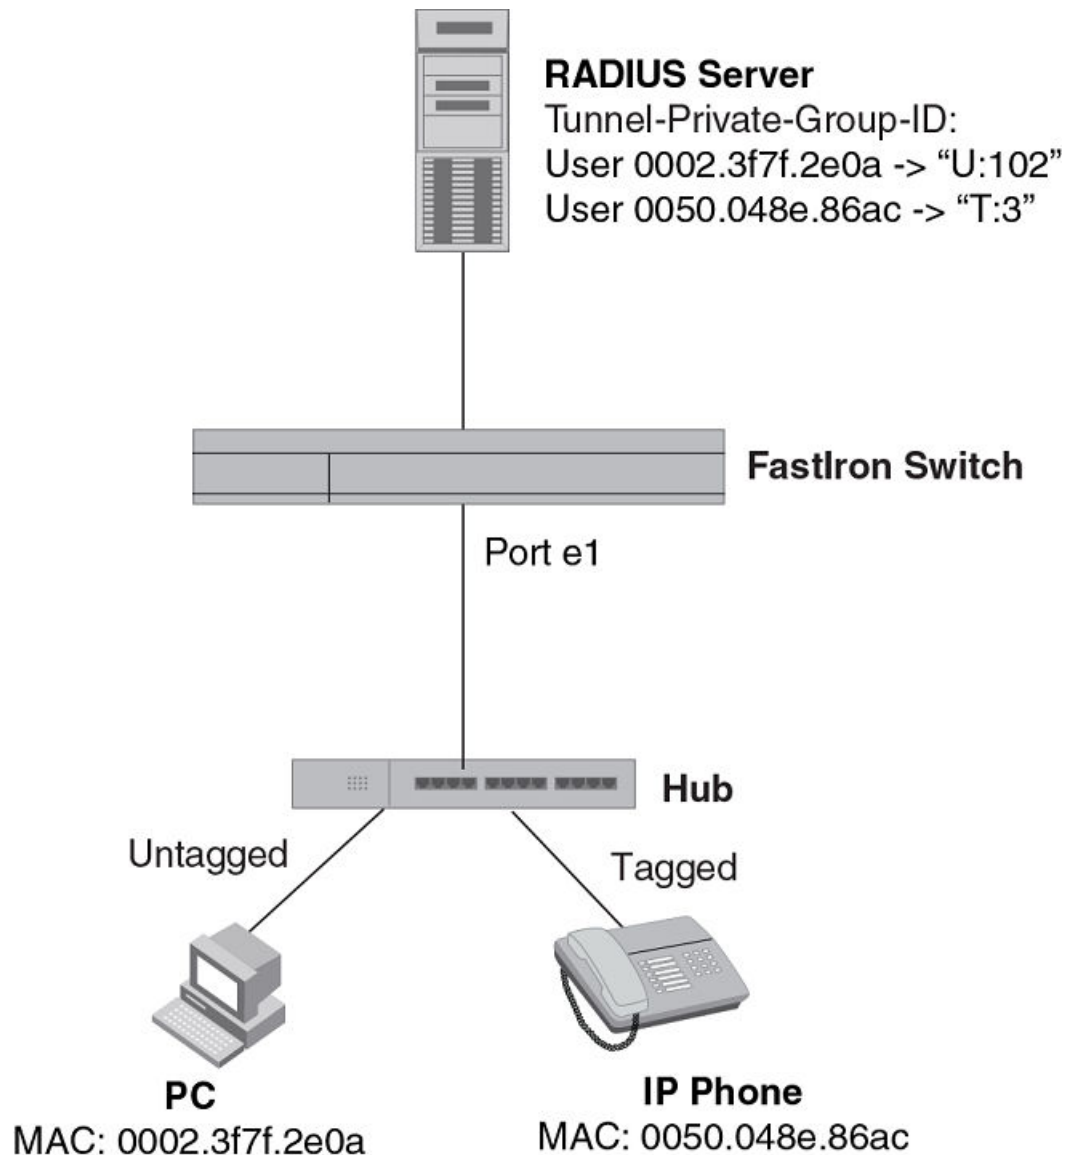 RADIUS Server
Tunnel-Private-Group-ID:
User 0002.3f7f.2e0a -> “U:102”
User 0050.048e.86ac -> “T:3”
FastIron Switch
Port e1
Hub
Untagged
Tagged
PC
MAC: 0002.3f7f.2e0a
IP Phone
MAC: 0050.048e.86ac